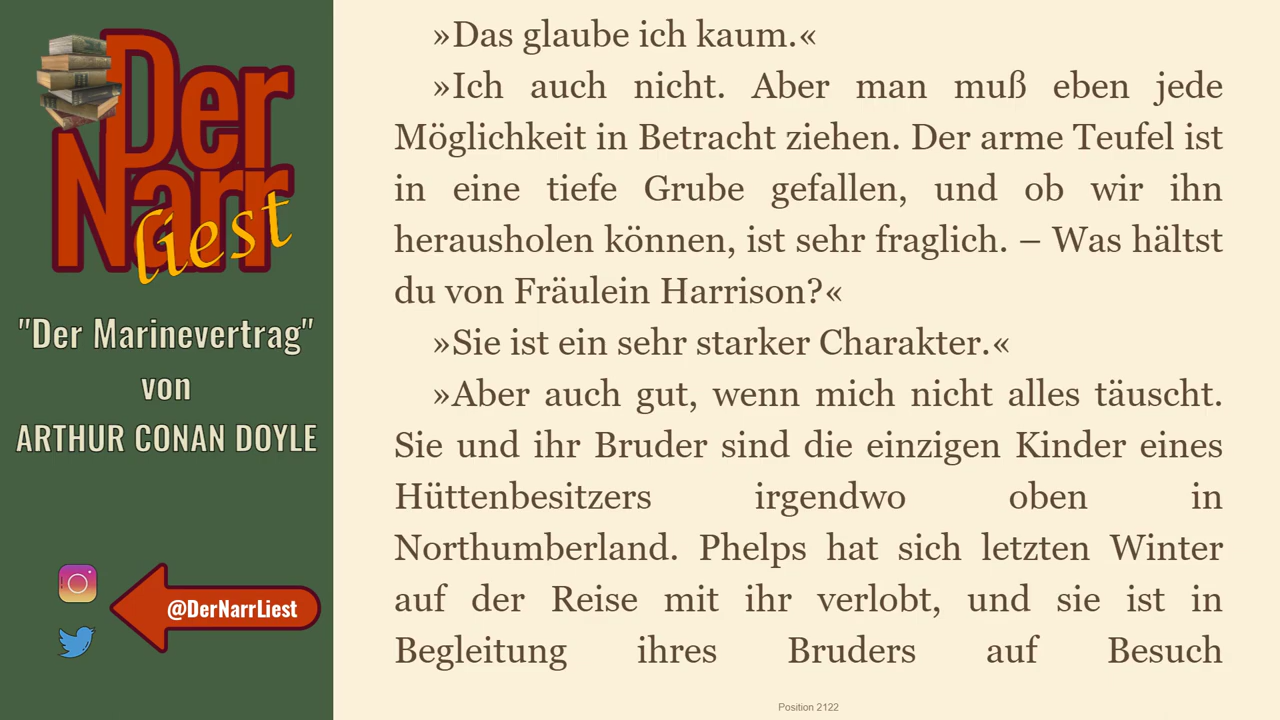 Der
Narr
liest
"Der Marinevertrag"
von
ARTHUR CONAN DOYLE
@DerNarrLiest
»Das glaube ich kaum.«
»Ich auch nicht. Aber man muß eben jede
Möglichkeit in Betracht ziehen. Der arme Teufel ist
in eine tiefe Grube gefallen, und ob wir ihn
herausholen können, ist sehr fraglich. – Was hältst
du von Fräulein Harrison?«
»Sie ist ein sehr starker Charakter.«
»Aber auch gut, wenn mich nicht alles täuscht.
Sie und ihr Bruder sind die einzigen Kinder eines
Hüttenbesitzers irgendwo oben in
Northumberland. Phelps hat sich letzten Winter
auf der Reise mit ihr verlobt, und sie ist in
Begleitung ihres Bruders auf Besuch
Position 2122